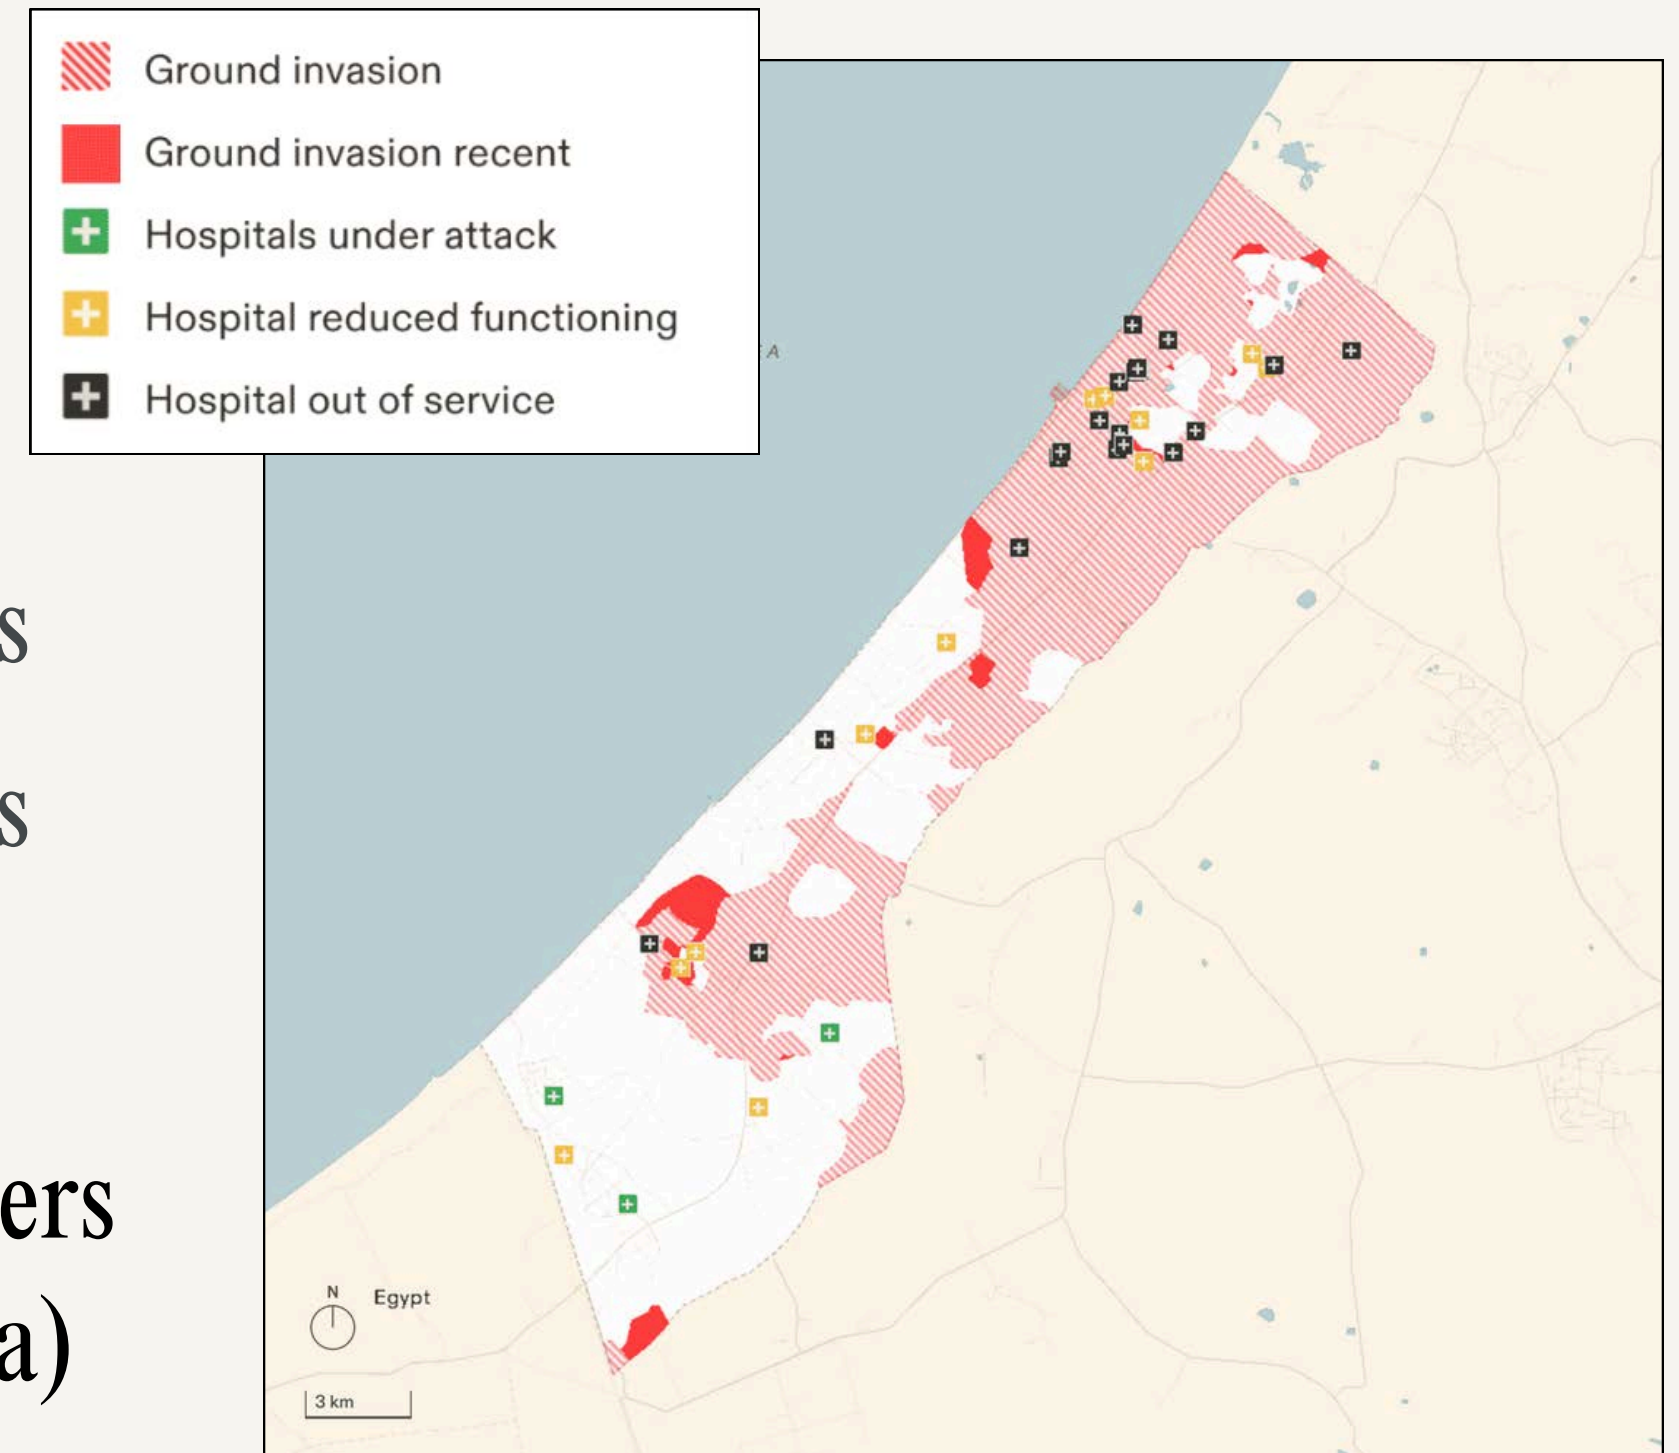 Ground invasion
Ground invasion recent
Hospitals under attack
Hospital reduced functioning
Hospital out of service
A
s
s
ers
a)
N
Egypt
3 km